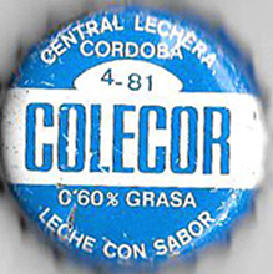 CENTRAL LECHERA
CORDOBA
4-81
COLECOR
0'60% GRASA
LECHE CON SABOR